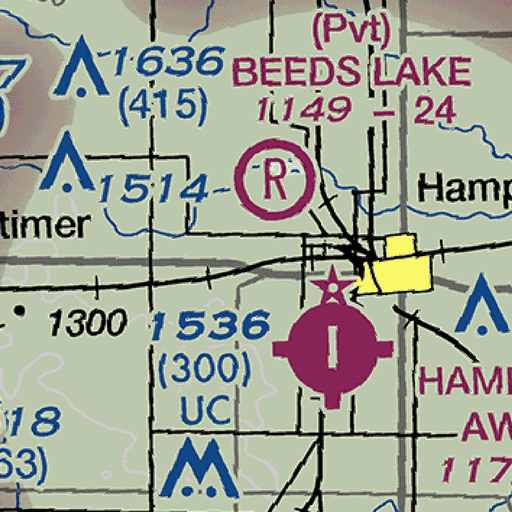 (Pvt)
BEEDS LAKE
1149 - 24
1636
(415)
1514
R
Hamp
timer
1300
1536
(300)
UC
HAM
AW
117
18
63)